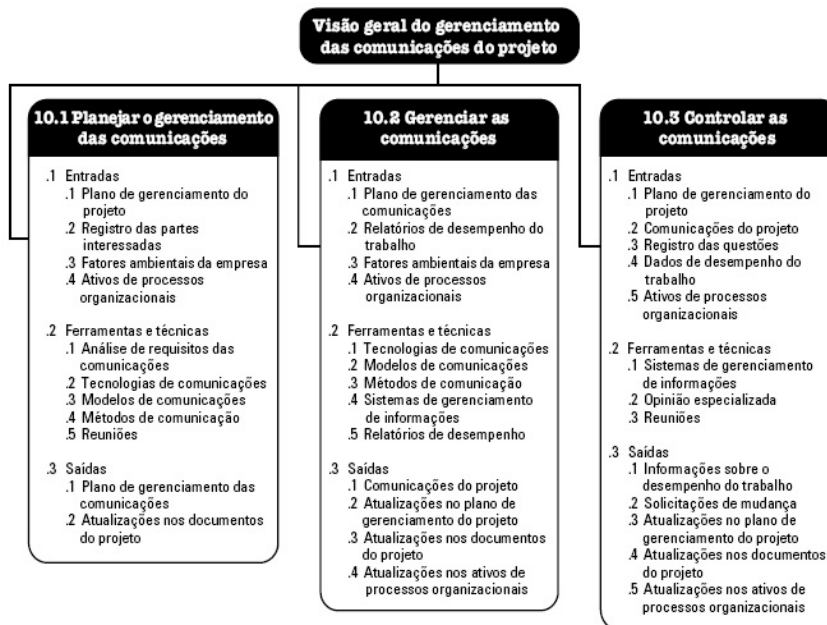 Visão geral do gerenciamento
das comunicações do projeto
10.1 Planejar o gerenciamento
das comunicações
.1 Entradas
.1 Plano de gerenciamento do
projeto
.2 Registro das partes
interessadas
.3 Fatores ambientais da empresa
.4 Ativos de processos
organizacionais
.2 Ferramentas e técnicas
.1 Análise de requisitos das
comunicações
.2 Tecnologias de comunicações
.3 Modelos de comunicações
.4 Métodos de comunicação
.5 Reuniões
.3 Saídas
.1 Plano de gerenciamento das
comunicações
.2 Atualizações nos documentos
do projeto
10.2 Gerenciar as
comunicações
.1 Entradas
.1 Plano de gerenciamento das
comunicações
.2 Relatórios de desempenho do
trabalho
.3 Fatores ambientais da empresa
.4 Ativos de processos
organizacionais
.2 Ferramentas e técnicas
.1 Tecnologias de comunicações
.2 Modelos de comunicações
.3 Métodos de comunicação
.4 Sistemas de gerenciamento
de informações
.5 Relatórios de desempenho
.3 Saídas
.1 Comunicações do projeto
.2 Atualizações no plano de
gerenciamento do projeto
.3 Atualizações nos documentos
do projeto
.4 Atualizações nos ativos de
processos organizacionais
10.3 Controlar as
comunicações
.1 Entradas
.1 Plano de gerenciamento do
projeto
.2 Comunicações do projeto
.3 Registro das questões
.4 Dados de desempenho do
trabalho
.5 Ativos de processos
organizacionais
.2 Ferramentas e técnicas
.1 Sistemas de gerenciamento
de informações
.2 Opinião especializada
.3 Reuniões
.3 Saídas
.1 Informações sobre o
desempenho do trabalho
.2 Solicitações de mudança
.3 Atualizações no plano de
gerenciamento do projeto
.4 Atualizações nos documentos
do projeto
.5 Atualizações nos ativos de
processos organizacionais